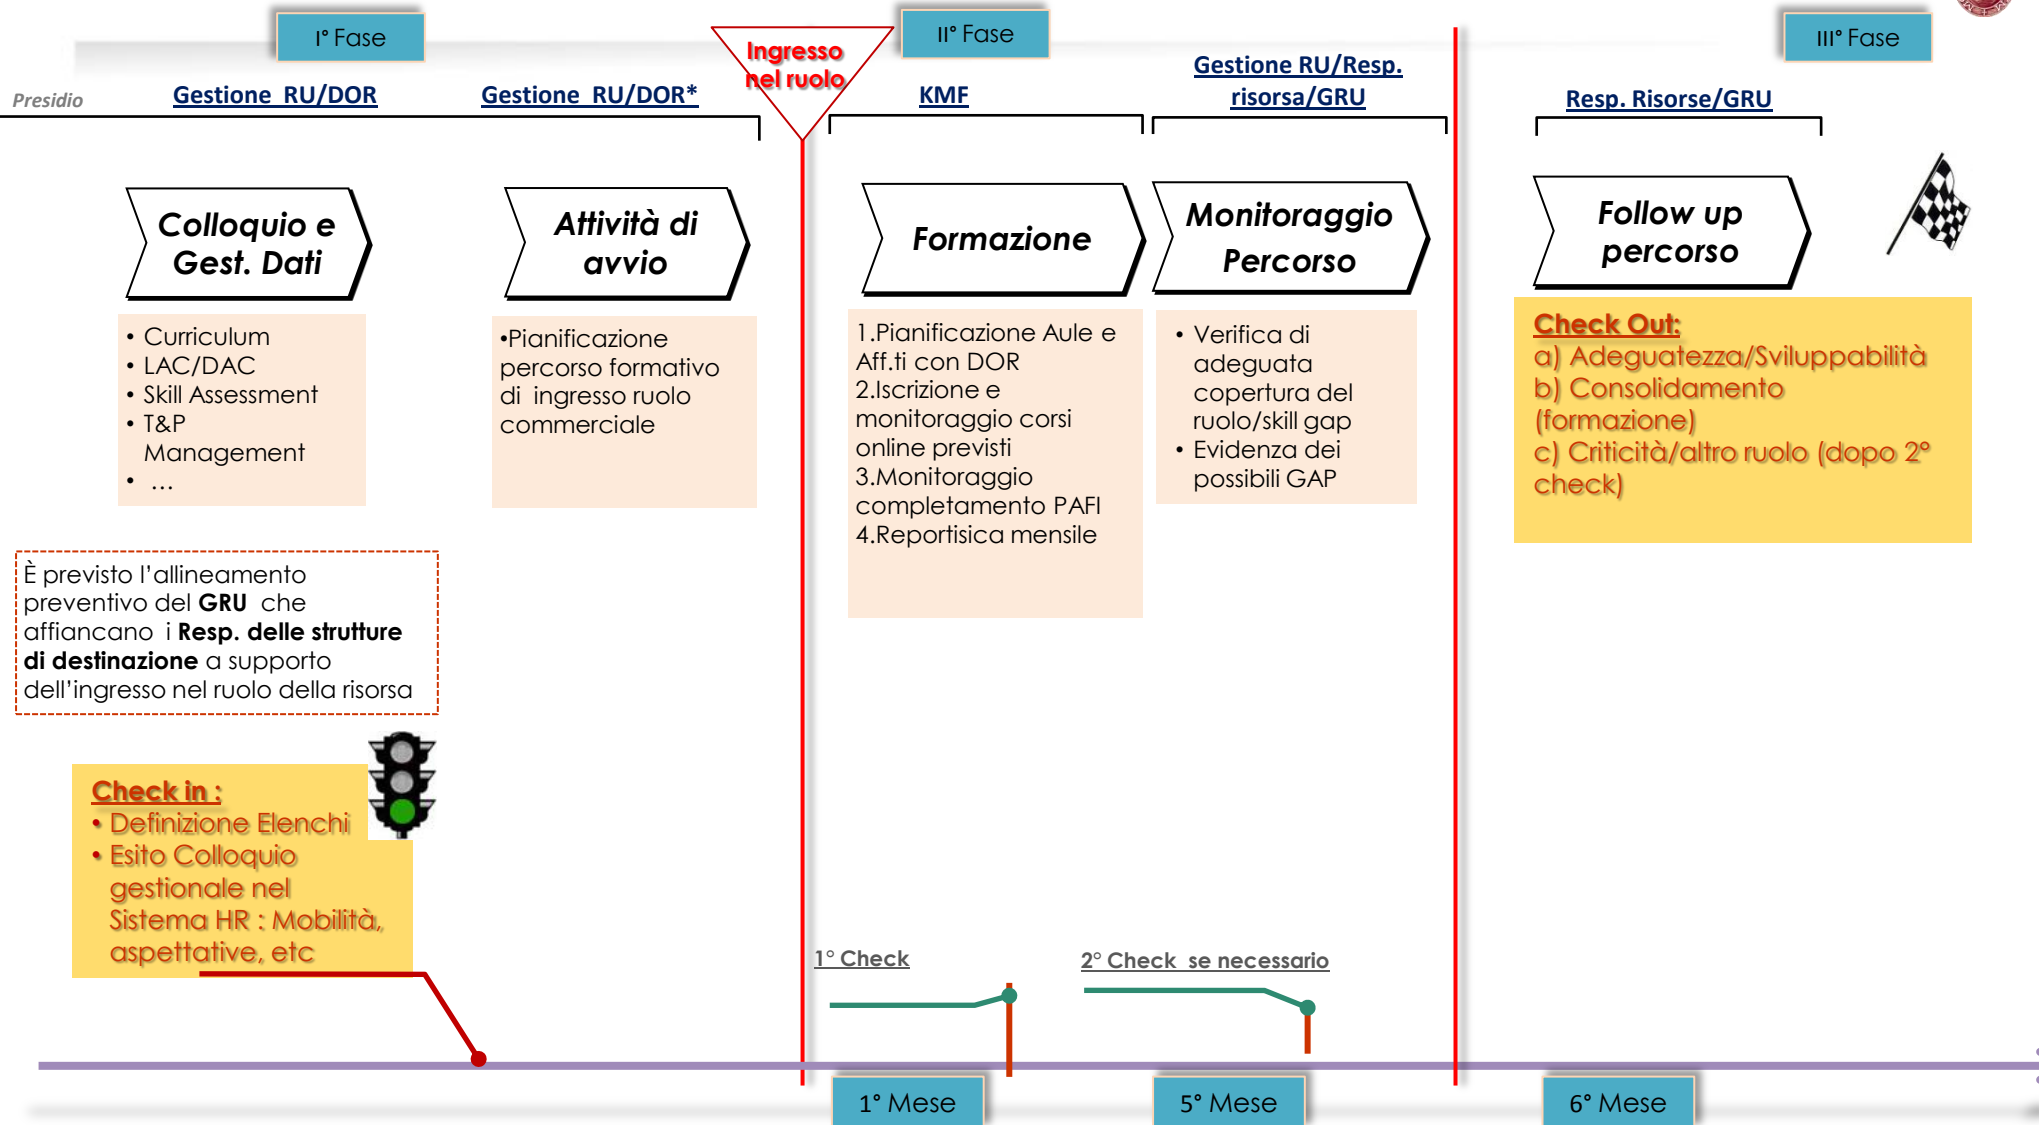 I° Fase
II° Fase
III° Fase
Ingresso
nel ruolo
Presidio
Gestione RU/DOR
Gestione RU/DOR*
KMF
Gestione RU/Resp.
risorsa/GRU
Resp. Risorse/GRU
Colloquio e
Gest. Dati
Attività di
avvio
Formazione
Monitoraggio
Percorso
Follow up
percorso
• Curriculum
• LAC/DAC
• Skill Assessment
• T&P
Management
• ...
•Pianificazione
percorso formativo
di ingresso ruolo
commerciale
1.Pianificazione Aule e
Aff.ti con DOR
2.Iscrizione e
monitoraggio corsi
online previsti
3.Monitoraggio
completamento PAFI
4.Reportisica mensile
• Verifica di
adeguata
copertura del
ruolo/skill gap
• Evidenza dei
possibili GAP
Check Out:
a) Adeguatezza/Sviluppabilità
b) Consolidamento
(formazione)
c) Criticità/altro ruolo (dopo 2°
check)
È previsto l'allineamento
preventivo del GRU che
affiancano i Resp. delle strutture
di destinazione a supporto
dell'ingresso nel ruolo della risorsa
Check in :
• Definizione Elenchi
• Esito Colloquio
gestionale nel
Sistema HR : Mobilità,
aspettative, etc
1° Check
2° Check se necessario
1° Mese
5° Mese
6° Mese